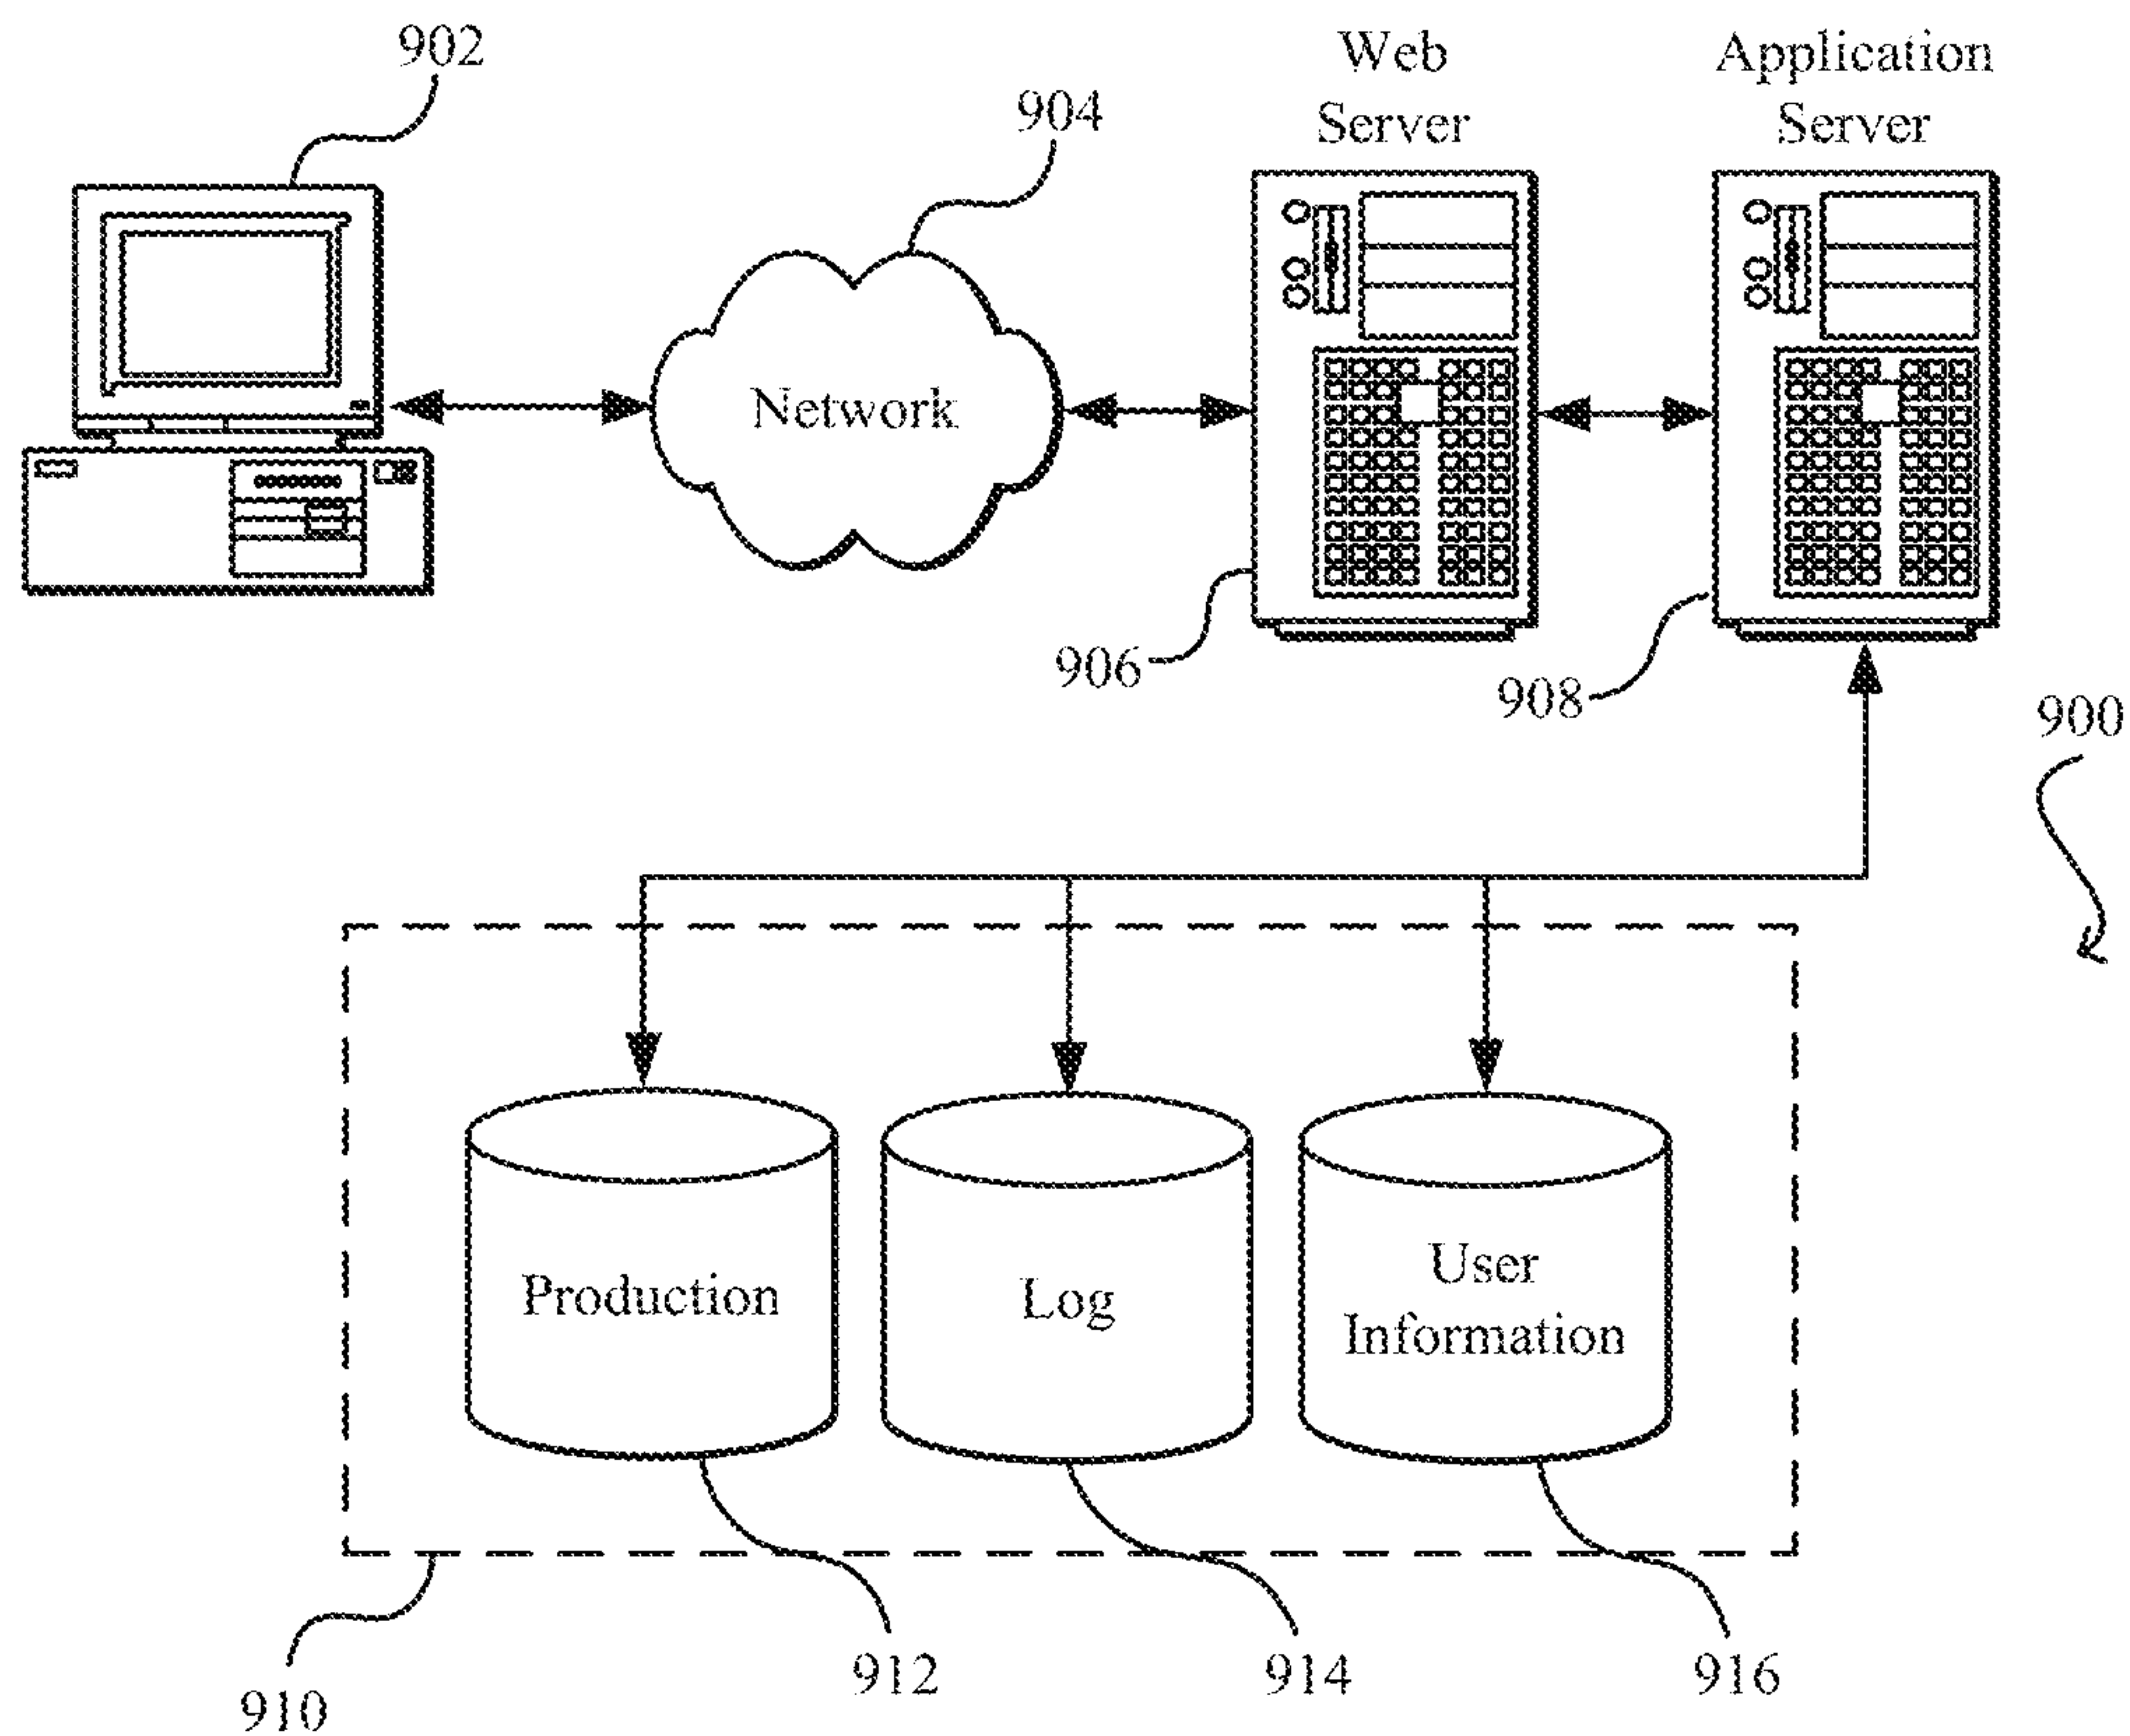 902
904
Web
Server
Application
Server
Network
906
908
900
Production
Log
User
Information
910
912
914
916